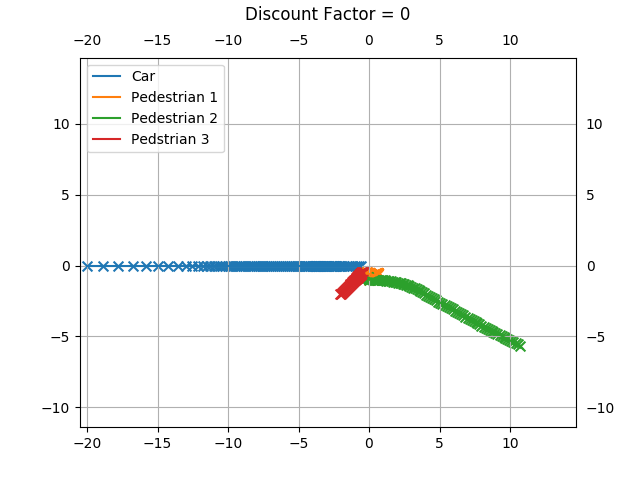 Discount Factor = 0
−20 −15 −10 −5 0 5 10
Car
Pedestrian 1
Pedestrian 2
Pedstrian 3
10 10
5 5
0 0
−5 −5
−10 −10
−20 −15 −10 −5 0 5 10